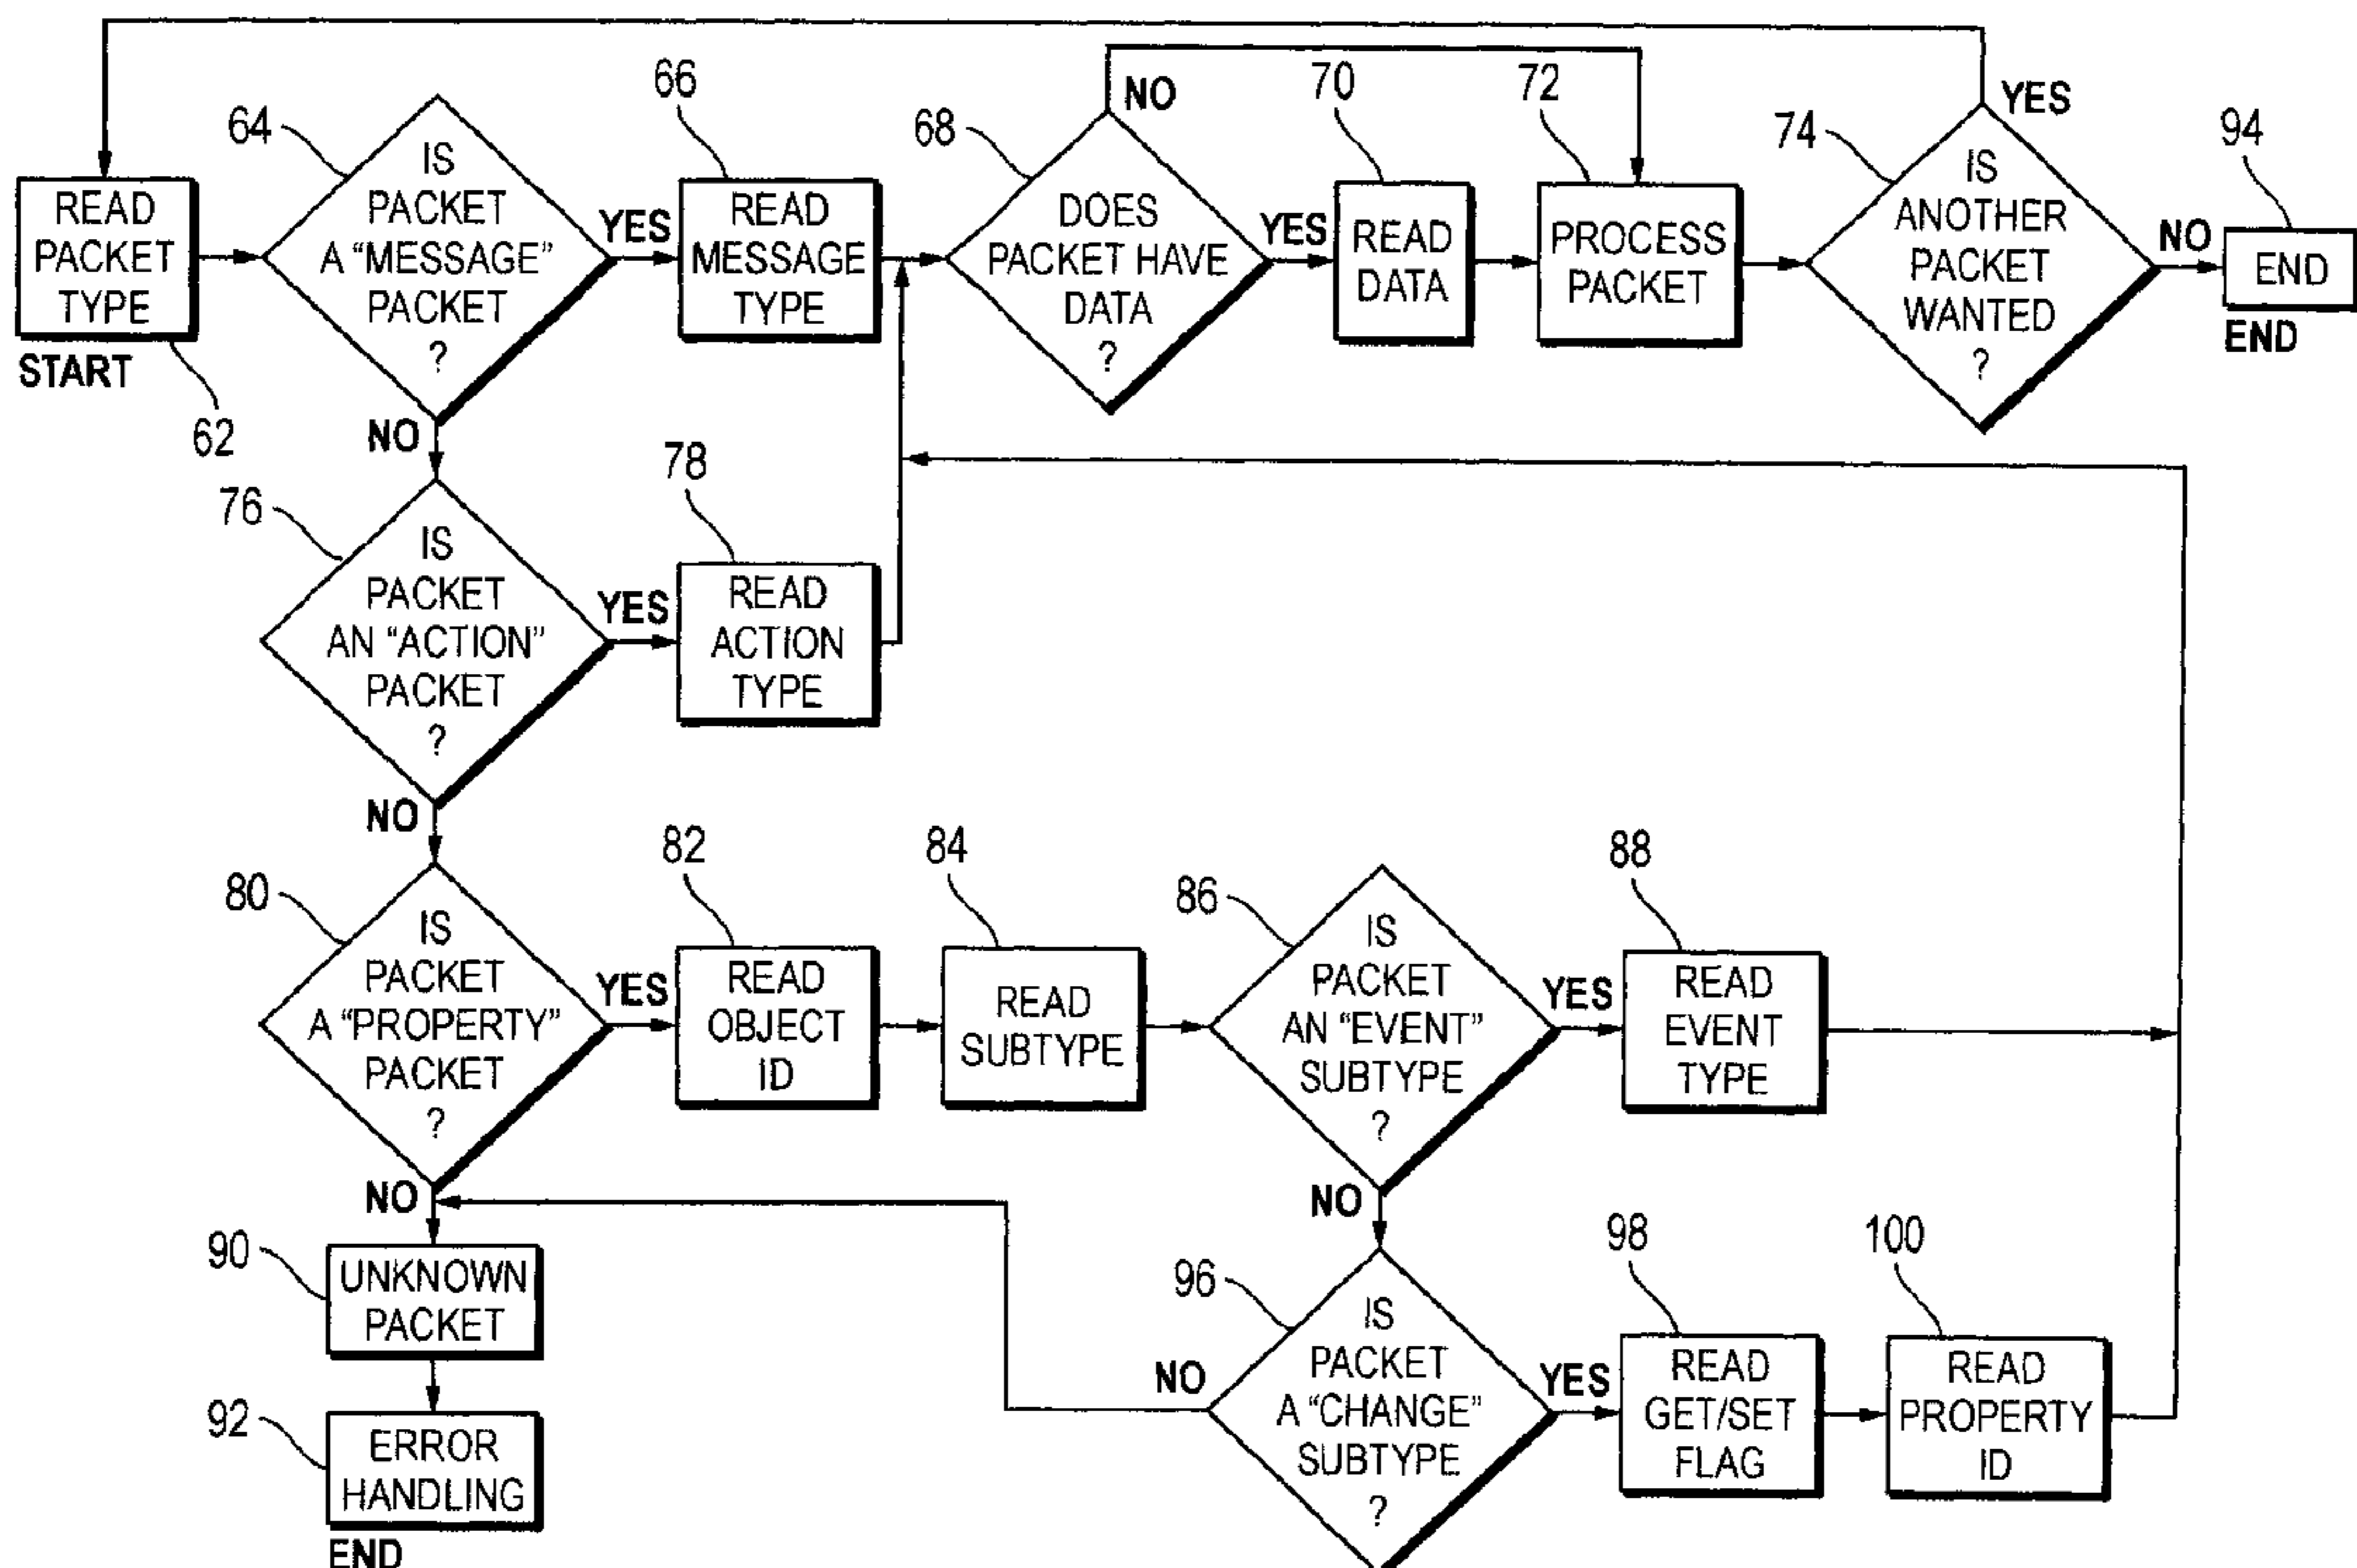 64
IS
PACKET
A “MESSAGE”
PACKET
?
66
READ
MESSAGE
TYPE
68
DOES
PACKET HAVE
DATA
?
NO
70
READ
DATA
72
PROCESS
PACKET
74
IS
ANOTHER
PACKET
WANTED
?
YES
94
END
END
NO
READ
PACKET
TYPE
START
62
YES
YES
NO
76
IS
PACKET
AN “ACTION”
PACKET
?
YES
78
READ
ACTION
TYPE
NO
80
IS
PACKET
A “PROPERTY”
PACKET
?
YES
82
READ
OBJECT
ID
84
READ
SUBTYPE
86
IS
PACKET
AN “EVENT”
SUBTYPE
?
YES
88
READ
EVENT
TYPE
NO
NO
90
UNKNOWN
PACKET
92
ERROR
HANDLING
END
96
IS
PACKET
A “CHANGE”
SUBTYPE
?
NO
YES
98
READ
GET/SET
FLAG
100
READ
PROPERTY
ID